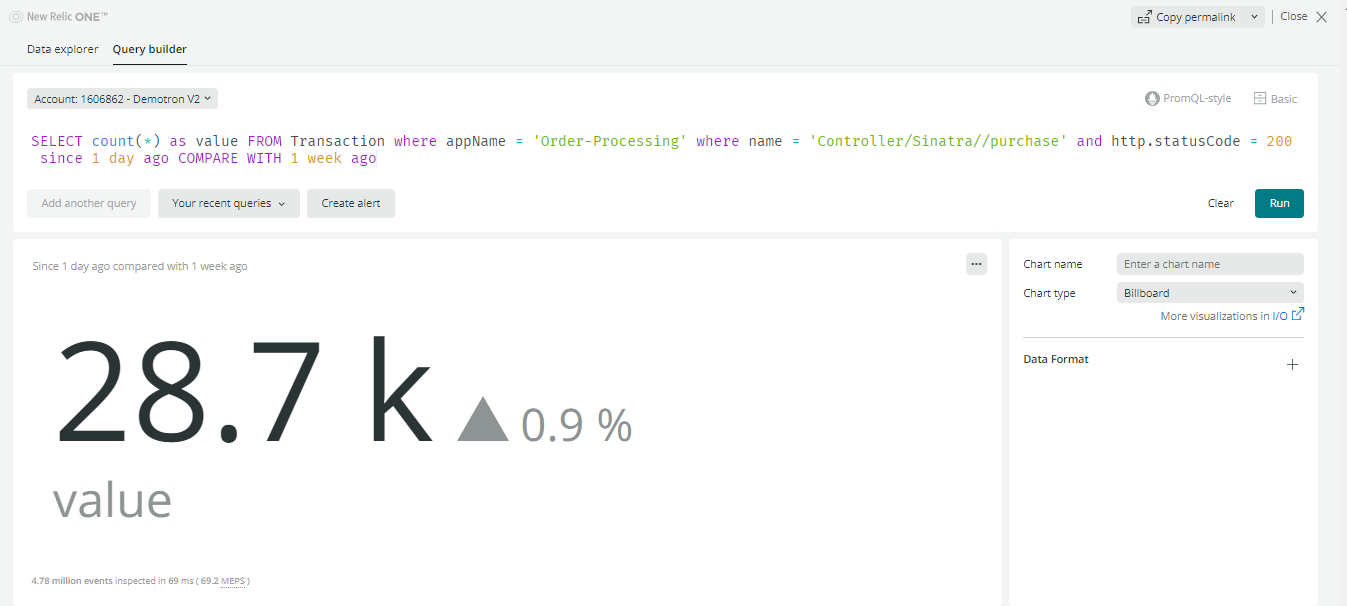 New Relic ONE™
Copy permalink
Close
Data explorer
Query builder
Account: 1606862 - Demotron V2
PromQL-style
Basic
SELECT count(*) as value FROM Transaction where appName = 'Order-Processing' where name = 'Controller/Sinatra//purchase' and http.statusCode = 200
since 1 day ago COMPARE WITH 1 week ago
Add another query
Your recent queries
Create alert
Clear
Run
Since 1 day ago compared with 1 week ago
...
Chart name
Enter a chart name
Chart type
Billboard
More visualizations in I/O
Data Format
28.7 k
0.9 %
value
4.78 million events inspected in 69 ms ( 69.2 MEPS )